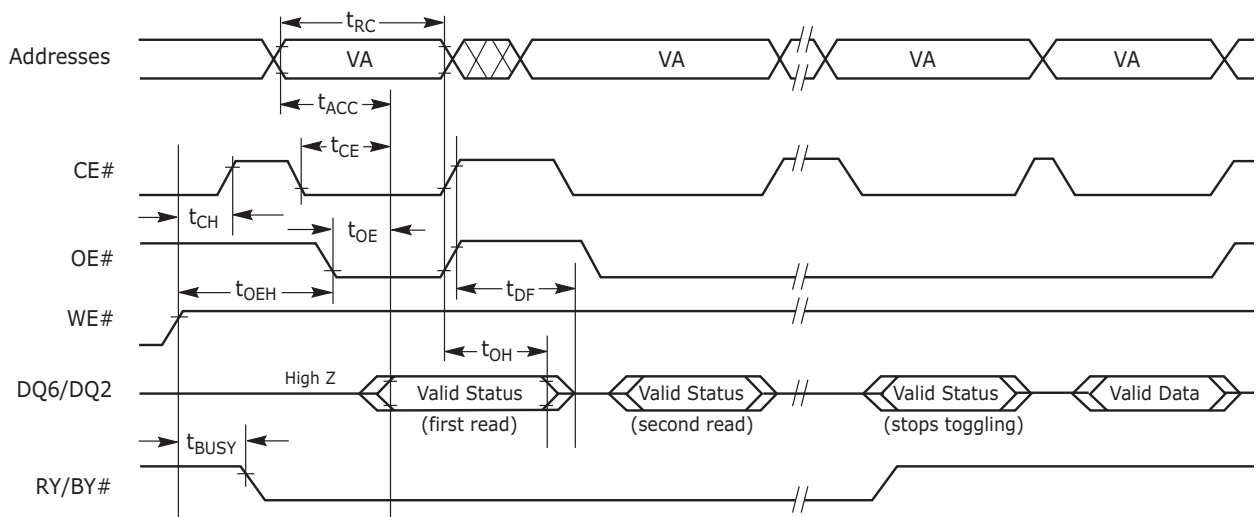 tRC
Addresses VA VA VA VA
tACC
tCE
CE#
tCH tOE
OE#
tOEH tDF
WE#
tOH
DQ6/DQ2 High Z Valid Status Valid Status Valid Status Valid Data
(first read) (second read) (stops toggling)
tBUSY
RY/BY#